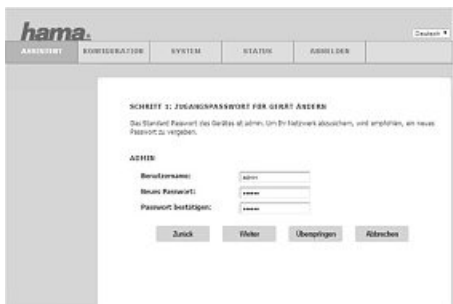 hama.
Deutsch
ASSISTENT KONFIGURATION SYSTEM STATUS ABMELDEN
SCHRITT 1: ZUGANGSPASSWORT FÜR GERÄT ÄNDERN
Das Standard Passwort des Gerätes ist admin. Um Ihr Netzwerk abzusichern, wird empfohlen, ein neues
Passwort zu vergeben.
ADMIN
Benutzername: admin
Neues Passwort: ••••••
Passwort bestätigen: ••••••
Zurück Weiter Überspringen Abbrechen